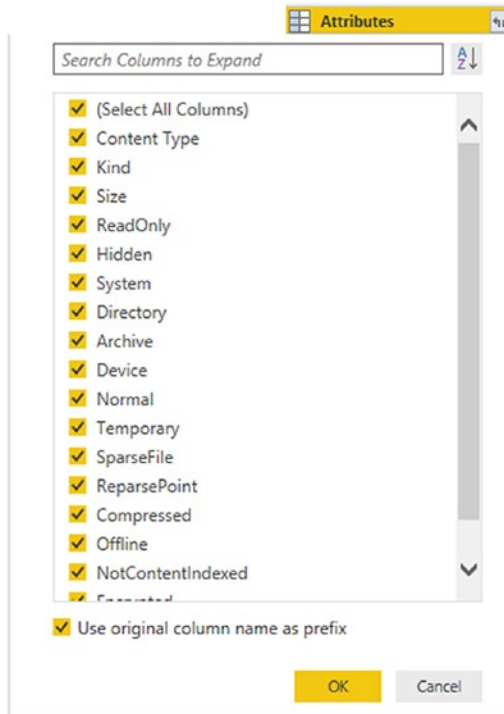 Attributes
Search Columns to Expand
(Select All Columns)
Content Type
Kind
Size
ReadOnly
Hidden
System
Directory
Archive
Device
Normal
Temporary
SparseFile
ReparsePoint
Compressed
Offline
NotContentIndexed
Use original column name as prefix
OK Cancel